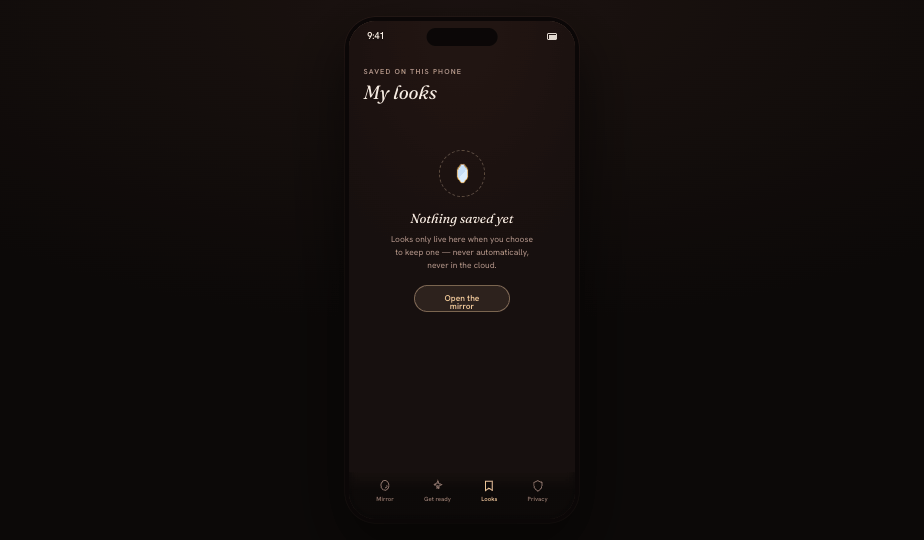 9:41
SAVED ON THIS PHONE
My looks
Nothing saved yet
Looks only live here when you choose
to keep one — never automatically,
never in the cloud.
Open the
mirror
Mirror
Get ready
Looks
Privacy